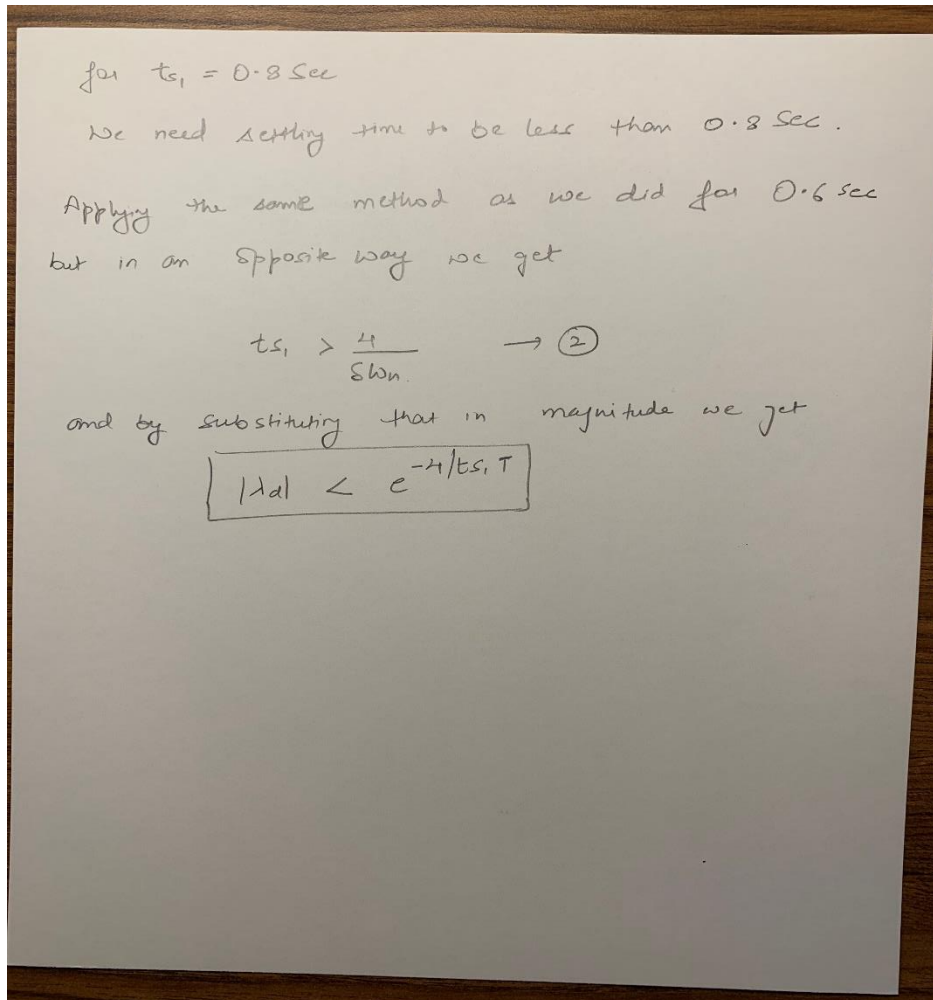 for ts₁ = 0.8 Sec
We need settling time to be less than 0.8 Sec.
Applying the same method as we did for 0.6 sec
but in an opposite way we get
ts₁ > 4/δωn. → ②
and by substituting that in magnitude we get
|λd| < e^-4/ts₁ T